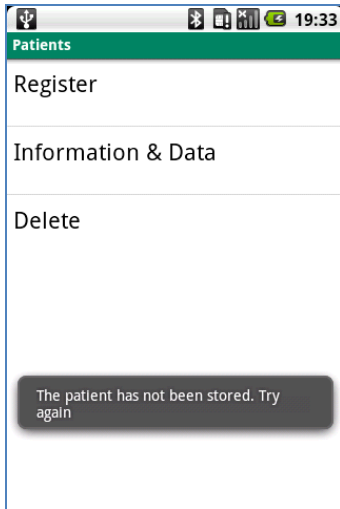 19:33
Patients
Register
Information & Data
Delete
The patient has not been stored. Try
again